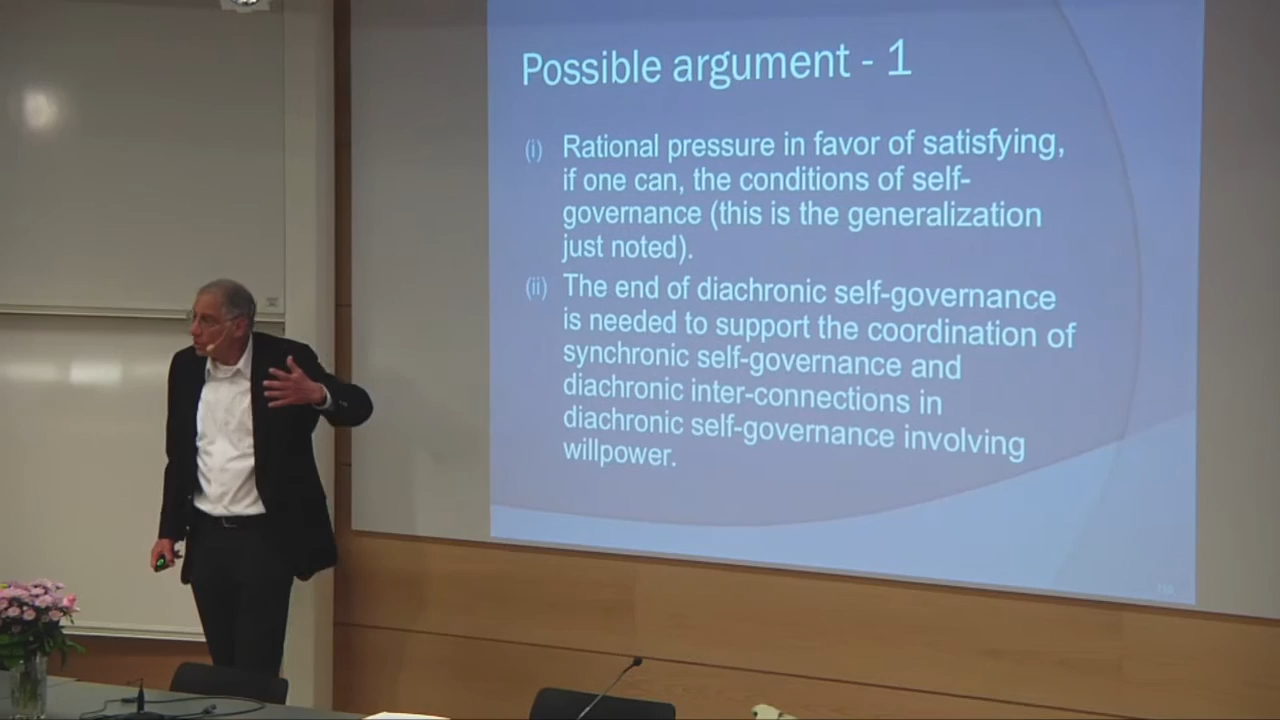 Possible argument - 1
(i) Rational pressure in favor of satisfying,
if one can, the conditions of self-
governance (this is the generalization
just noted).
(ii) The end of diachronic self-governance
is needed to support the coordination of
synchronic self-governance and
diachronic inter-connections in
diachronic self-governance involving
willpower.